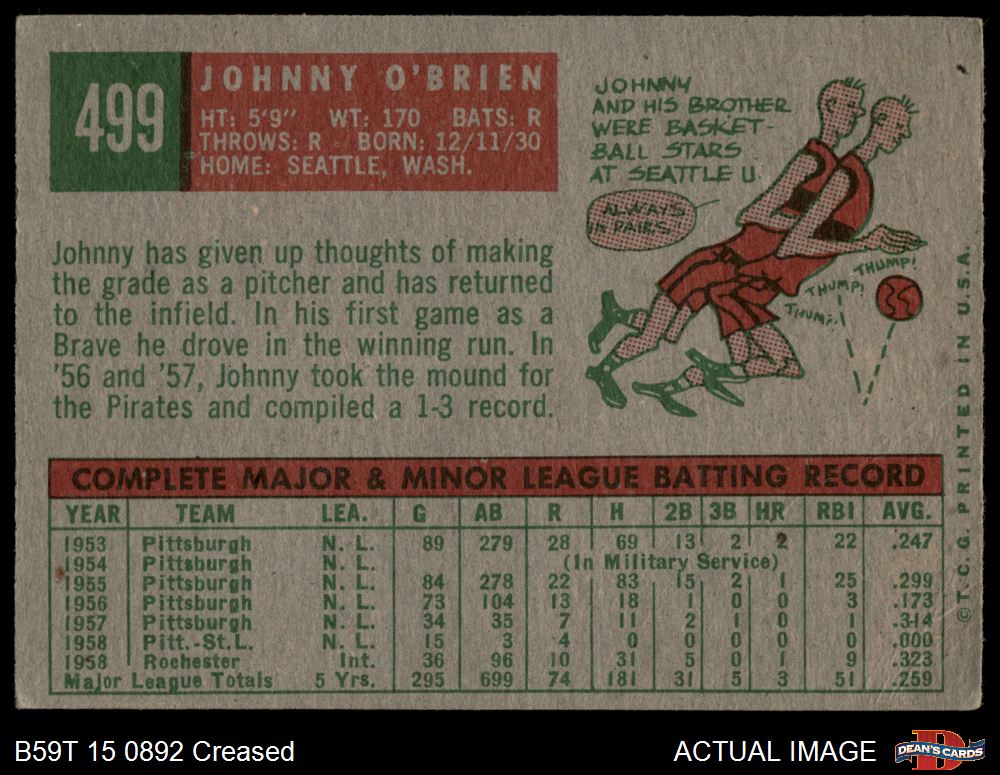 499
JOHNNY O'BRIEN
HT: 5'9" WT: 170 BATS: R
THROWS: R BORN: 12/11/30
HOME: SEATTLE, WASH.
JOHNNY
AND HIS BROTHER
WERE BASKET-
BALL STARS
AT SEATTLE U.
ALWAYS
IN PAIRS
THUMP!
THUMP!
THUMP!
Johnny has given up thoughts of making
the grade as a pitcher and has returned
to the infield. In his first game as a
Brave he drove in the winning run. In
'56 and '57, Johnny took the mound for
the Pirates and compiled a 1-3 record.
COMPLETE MAJOR & MINOR LEAGUE BATTING RECORD
YEAR TEAM LEA. G AB R H 2B 3B HR RBI AVG.
1953 Pittsburgh N. L. 89 279 28 69 13 2 2 22 .247
1954 Pittsburgh N. L. (In Military Service)
1955 Pittsburgh N. L. 84 278 22 83 15 2 1 25 .299
1956 Pittsburgh N. L. 73 104 13 18 1 0 0 3 .173
1957 Pittsburgh N. L. 34 35 7 11 2 1 0 1 .314
1958 Pitt.-St.L. N. L. 15 3 4 0 0 0 0 0 .000
1958 Rochester Int. 36 96 10 31 5 0 1 9 .323
Major League Totals 5 Yrs. 295 699 74 181 31 5 3 51 .259
©T.C.G. PRINTED IN U.S.A.
B59T 15 0892 Creased
ACTUAL IMAGE
DEAN'S CARDS